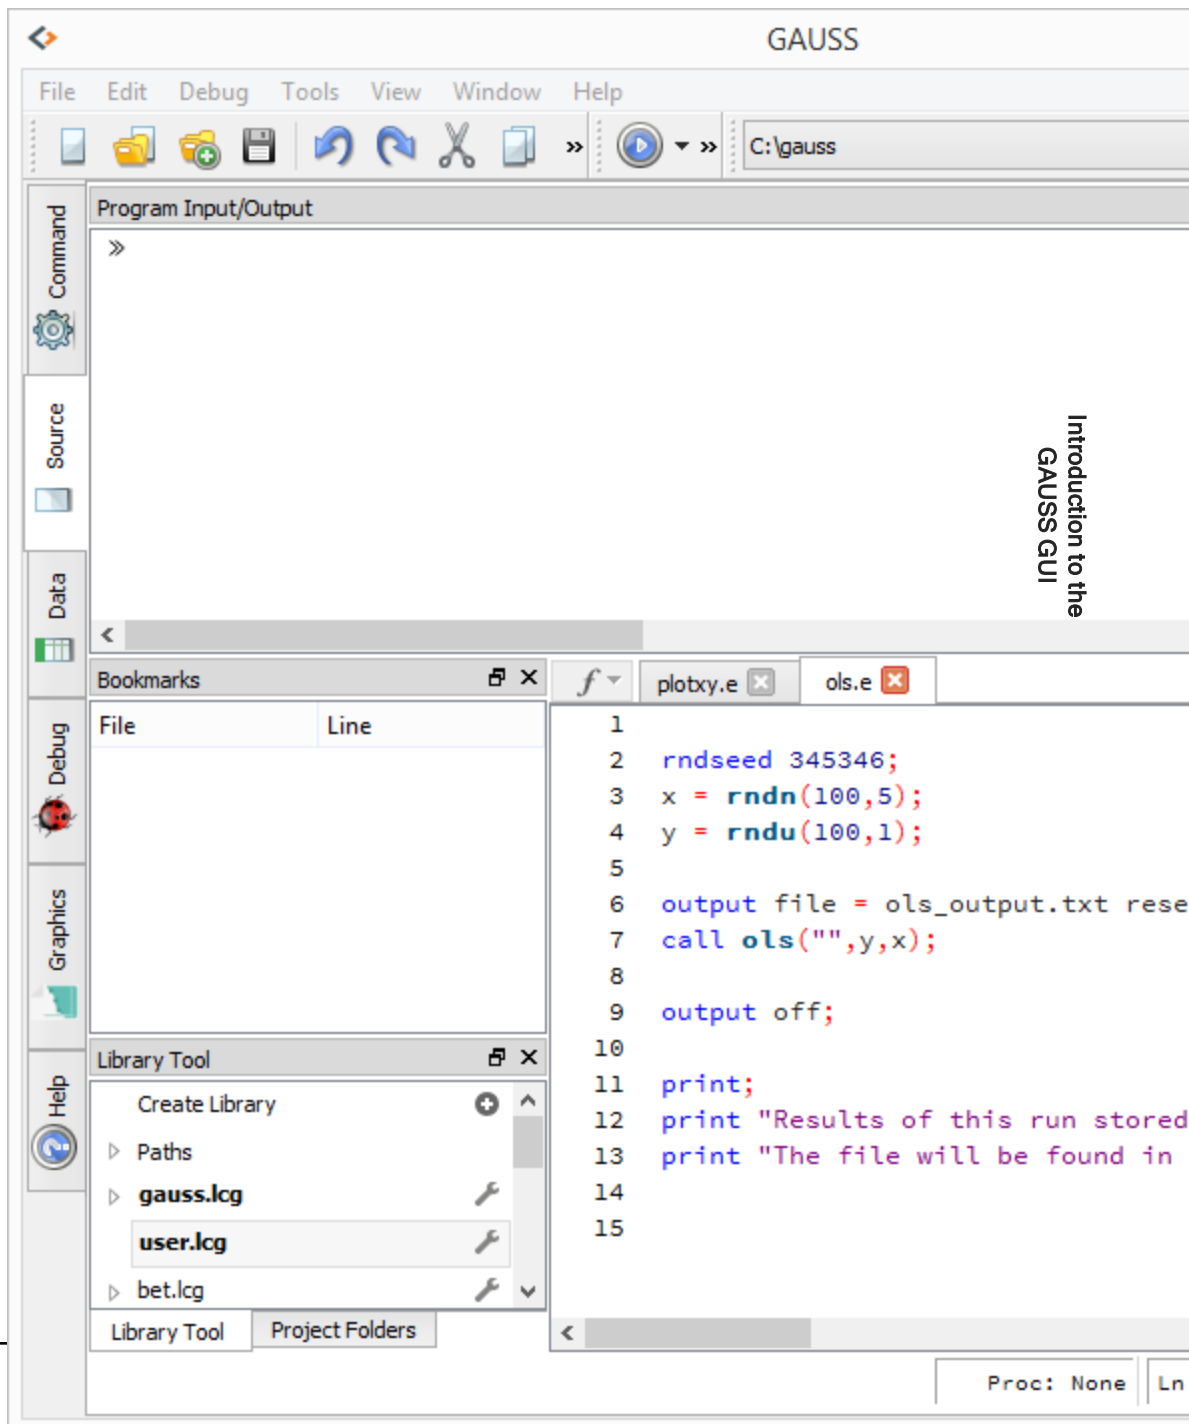 GAUSS
File Edit Debug Tools View Window Help
» » C:\gauss
Command
Source
Data
Debug
Graphics
Help
Program Input/Output
»
Introduction to the
GAUSS GUI
Bookmarks
File Line
Library Tool
Create Library
Paths
gauss.lcg
user.lcg
bet.lcg
Library Tool Project Folders
f plotxy.e ols.e
1
2 rndseed 345346;
3 x = rndn(100,5);
4 y = rndu(100,1);
5
6 output file = ols_output.txt rese
7 call ols("",y,x);
8
9 output off;
10
11 print;
12 print "Results of this run stored
13 print "The file will be found in
14
15
Proc: None Ln